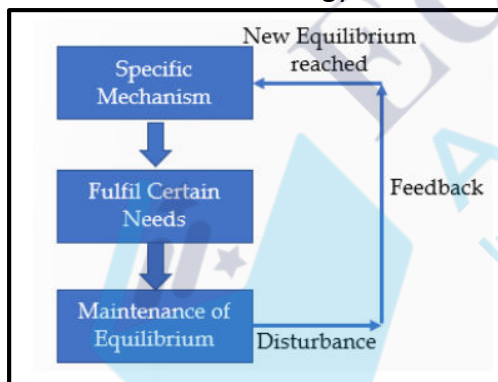 New Equilibrium
reached
Specific
Mechanism
Fulfil Certain
Needs
Feedback
Maintenance of
Equilibrium
Disturbance